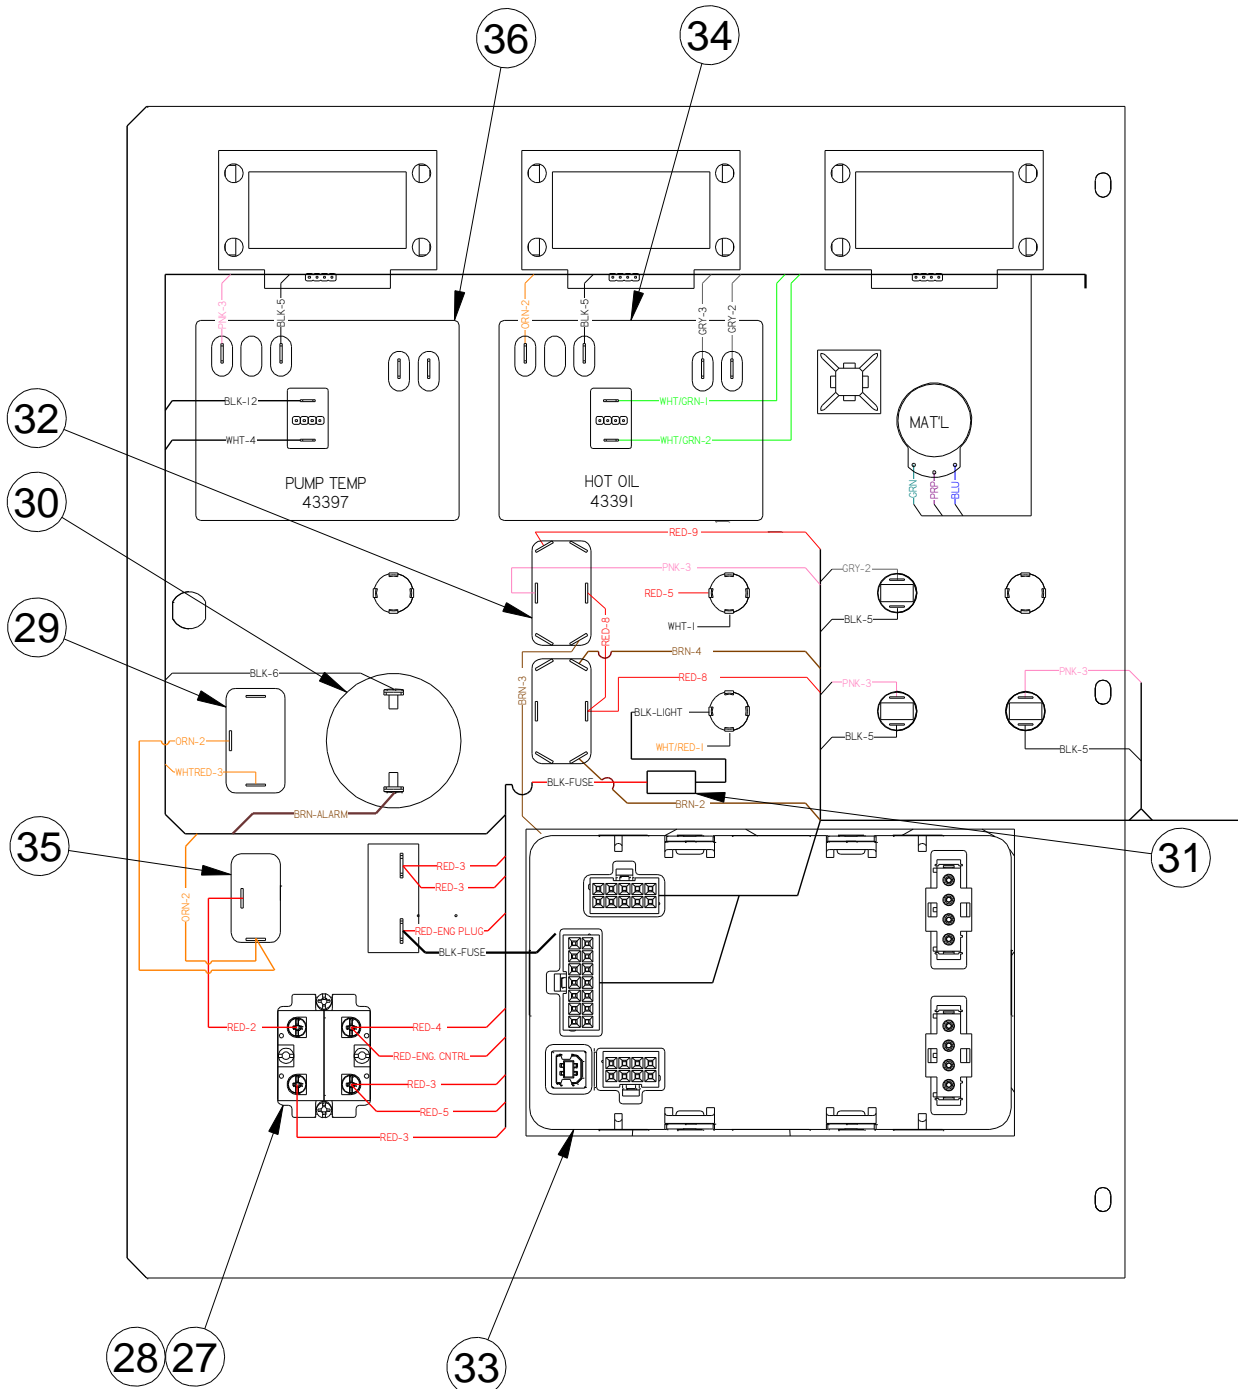 36
34
PNK-3
BLK-5
ORN-2
BLK-5
GRY-3
GRY-2
BLK-12
WHT-4
PUMP TEMP
43397
WHT/GRN-1
WHT/GRN-2
HOT OIL
43391
MAT'L
GRN
PRP
BLU
32
30
29
RED-9
PNK-3
RED-5
WHT-1
RED-8
GRY-2
BLK-5
BLK-6
BRN-3
BRN-4
RED-8
BLK-LIGHT
WHT/RED-1
PNK-3
BLK-5
PNK-3
BLK-5
ORN-2
WHTRED-3
BRN-ALARM
BLK-FUSE
BRN-2
31
35
ORN-2
RED-3
RED-3
RED-ENG PLUG
BLK-FUSE
RED-2
RED-4
RED-ENG. CNTRL
RED-3
RED-5
RED-3
28
27
33